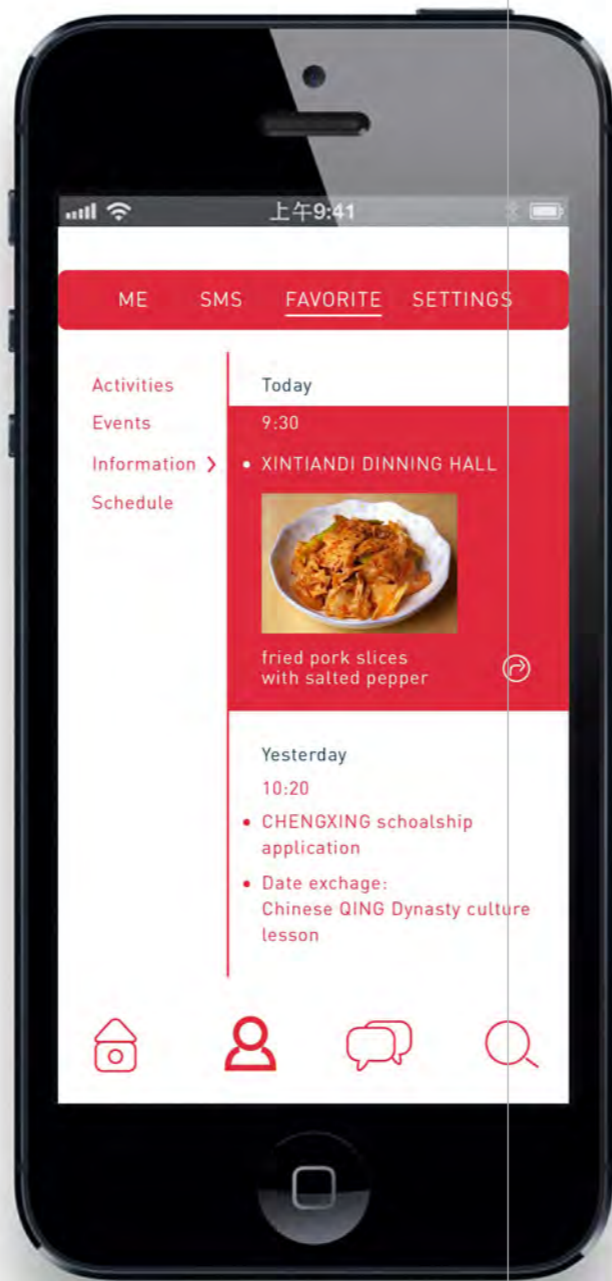 上午9:41
ME SMS FAVORITE SETTINGS
Activities
Events
Information
Schedule
Today
9:30
• XINTIANDI DINNING HALL
fried pork slices
with salted pepper
Yesterday
10:20
• CHENGXING schoalship
application
• Date exchage:
Chinese QING Dynasty culture
lesson